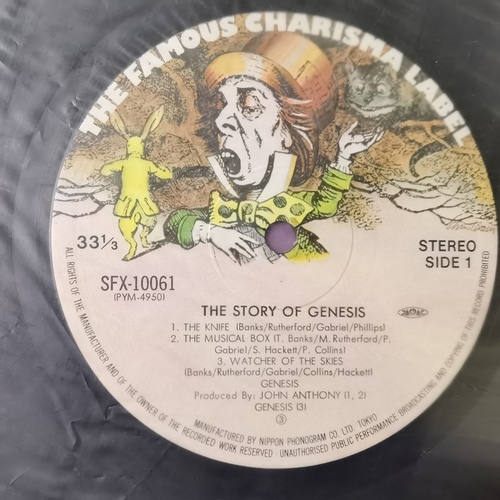 THE FAMOUS CHARISMA LABEL
33 1/3
STEREO
SIDE 1
SFX-10061
(PYM-4950)
THE STORY OF GENESIS
1. THE KNIFE (Banks/Rutherford/Gabriel/Phillips)
2. THE MUSICAL BOX (T. Banks/M. Rutherford/P.
Gabriel/S. Hackett/P. Collins)
3. WATCHER OF THE SKIES
(Banks/Rutherford/Gabriel/Collins/Hackett)
GENESIS
Produced By: JOHN ANTHONY (1, 2)
GENESIS (3)
③
MANUFACTURED BY NIPPON PHONOGRAM CO. LTD. TOKYO
ALL RIGHTS OF THE MANUFACTURER AND OF THE OWNER OF THE RECORDED WORK RESERVED · UNAUTHORISED PUBLIC PERFORMANCE BROADCASTING AND COPYING OF THIS RECORD PROHIBITED